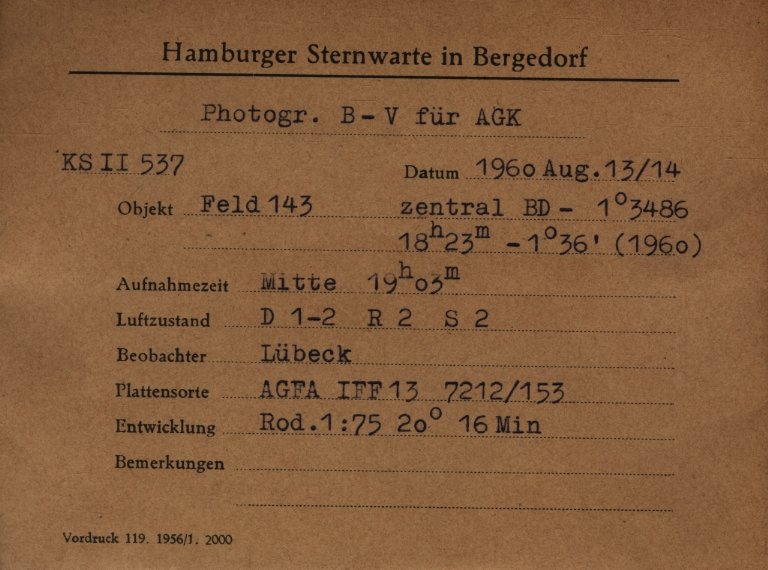 Hamburger Sternwarte in Bergedorf
Photogr. B-V für AGK
KS II 537 Datum 1960 Aug. 13/14
Objekt Feld 143 zentral BD - 1°3486
18ʰ23ᵐ -1°36' (1960)
Aufnahmezeit Mitte 19ʰ03ᵐ
Luftzustand D 1-2 R 2 S 2
Beobachter Lübeck
Plattensorte AGFA IFF 13 7212/153
Entwicklung Rod. 1:75 20° 16 Min
Bemerkungen
Vordruck 119. 1956/1. 2000